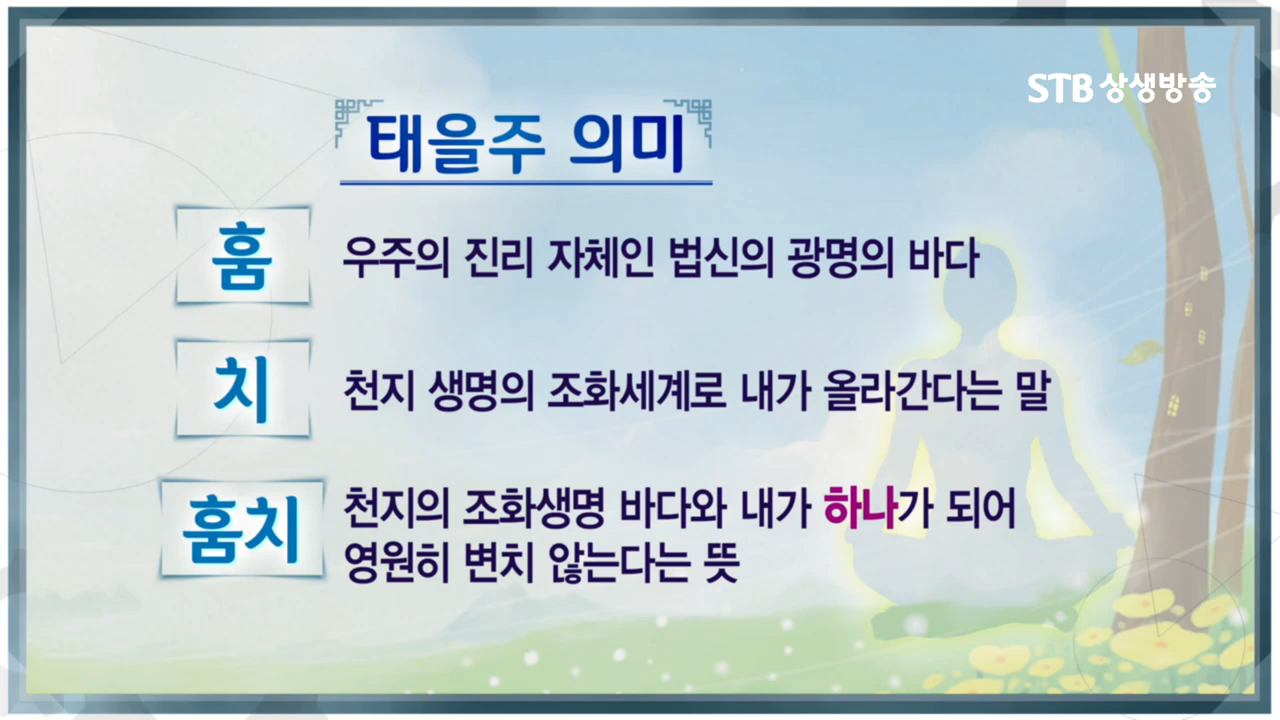 STB 상생방송
태을주 의미
훔
우주의 진리 자체인 법신의 광명의 바다
치
천지 생명의 조화세계로 내가 올라간다는 말
훔치
천지의 조화생명 바다와 내가 하나가 되어
영원히 변치 않는다는 뜻